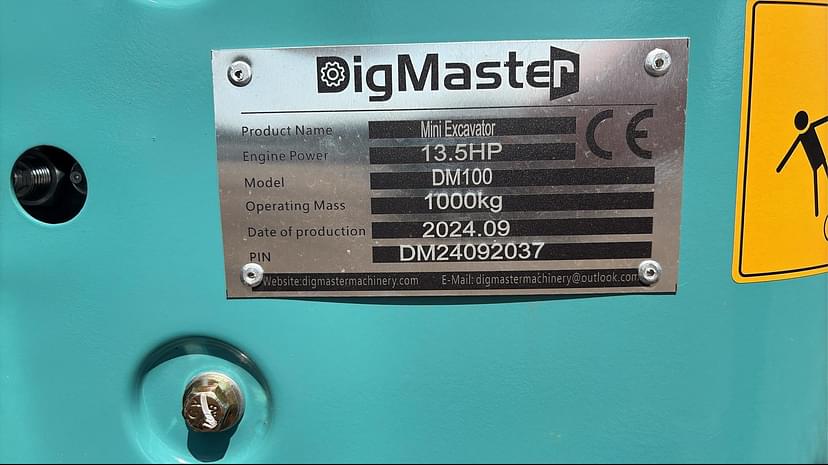 DigMaster
Product Name Mini Excavator
CE
Engine Power 13.5HP
Model DM100
Operating Mass 1000kg
Date of production 2024.09
PIN DM24092037
Website:digmastermachinery.com E-Mail: digmastermachinery@outlook.com